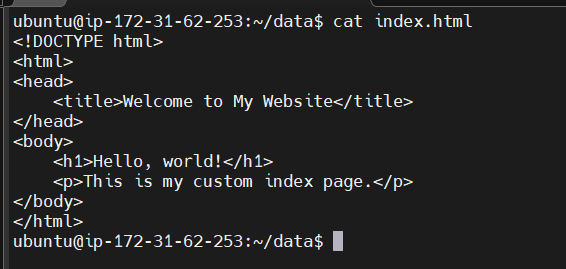 ubuntu@ip-172-31-62-253:~/data$ cat index.html
<!DOCTYPE html>
<html>
<head>
    <title>Welcome to My Website</title>
</head>
<body>
    <h1>Hello, world!</h1>
    <p>This is my custom index page.</p>
</body>
</html>
ubuntu@ip-172-31-62-253:~/data$